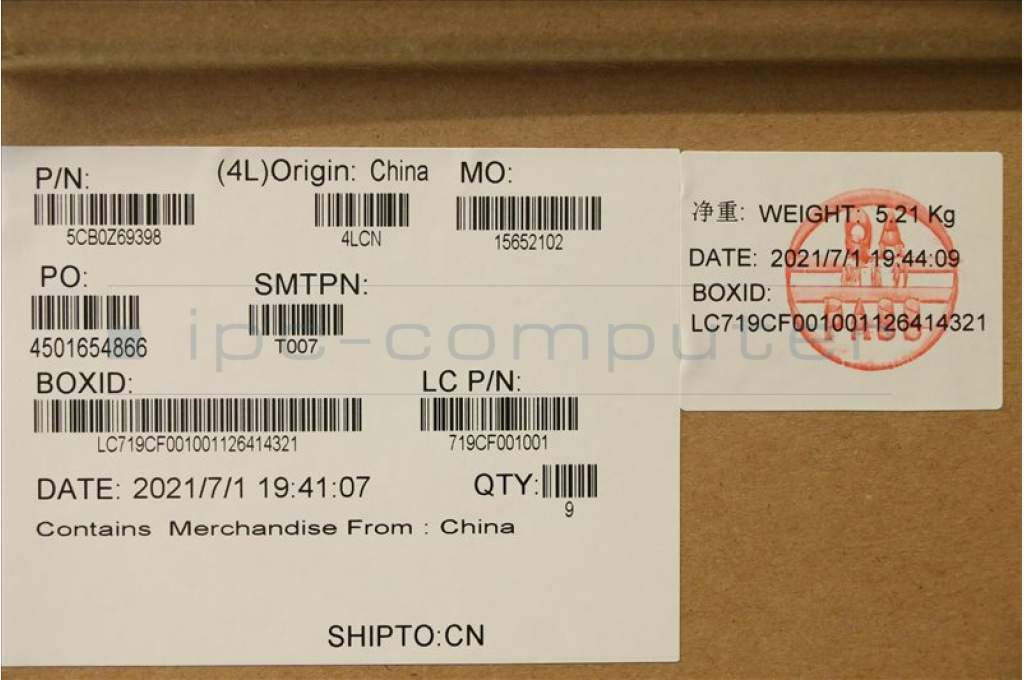 P/N:
5CB0Z69398
(4L)Origin: China
4LCN
MO:
15652102
PO:
4501654866
SMTPN:
T007
BOXID:
LC719CF001001126414321
LC P/N:
719CF001001
DATE: 2021/7/1 19:41:07
QTY:
9
Contains Merchandise From : China
SHIPTO:CN
净重: WEIGHT: 5.21 Kg
DATE: 2021/7/1 19:44:09
BOXID:
LC719CF001001126414321
QA
PASS
ipc-computer